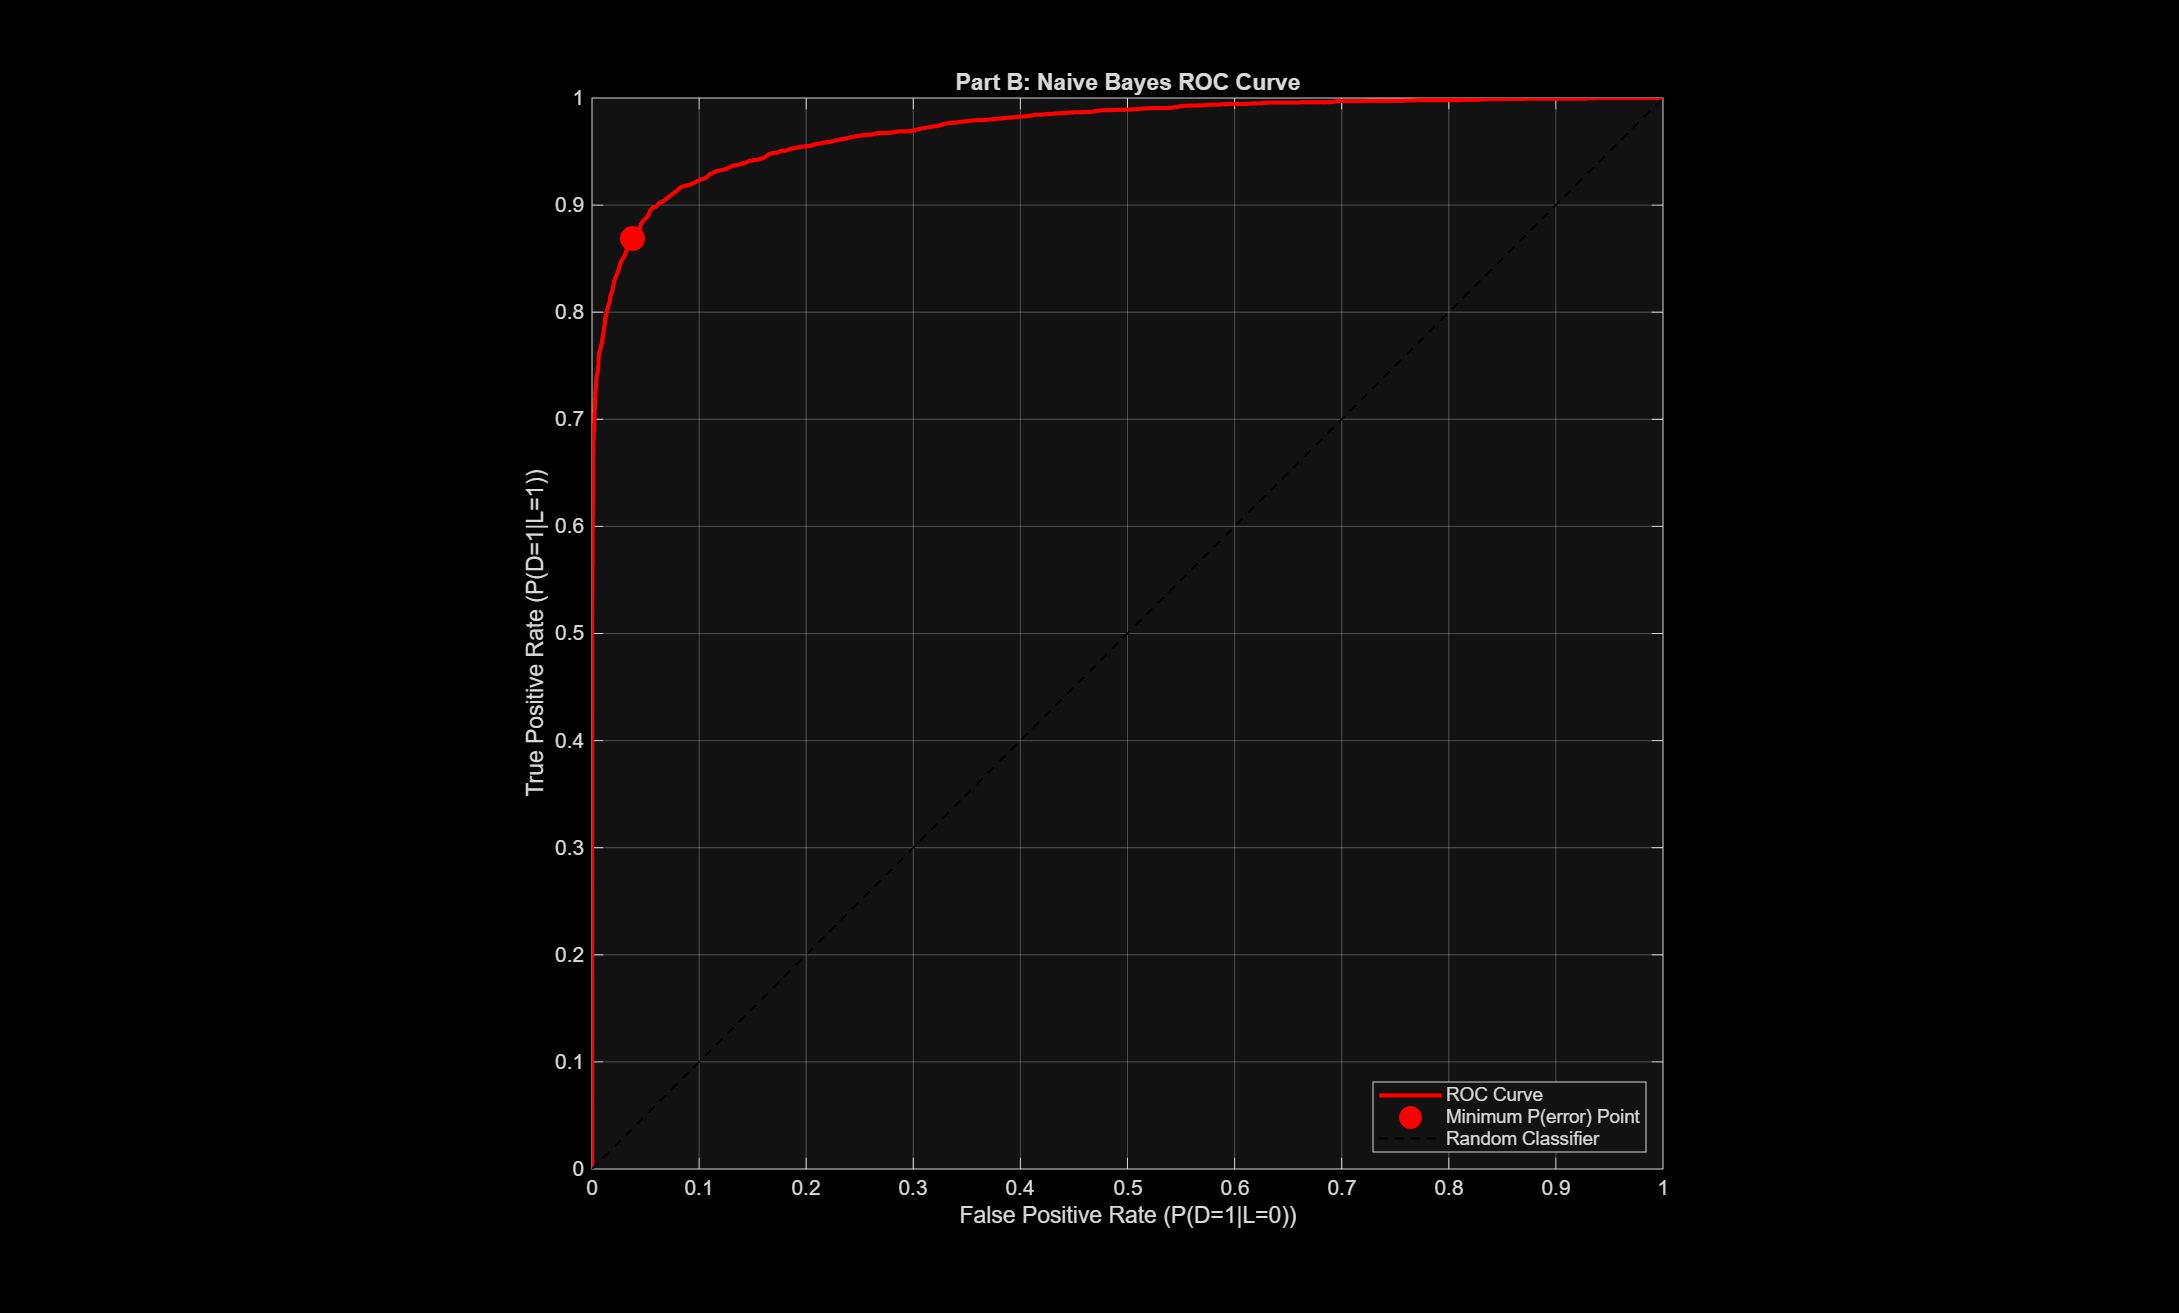 Part B: Naive Bayes ROC Curve
1
0.9
0.8
0.7
0.6
0.5
0.4
0.3
0.2
0.1
0
True Positive Rate (P(D=1|L=1))
0 0.1 0.2 0.3 0.4 0.5 0.6 0.7 0.8 0.9 1
False Positive Rate (P(D=1|L=0))
ROC Curve
Minimum P(error) Point
Random Classifier